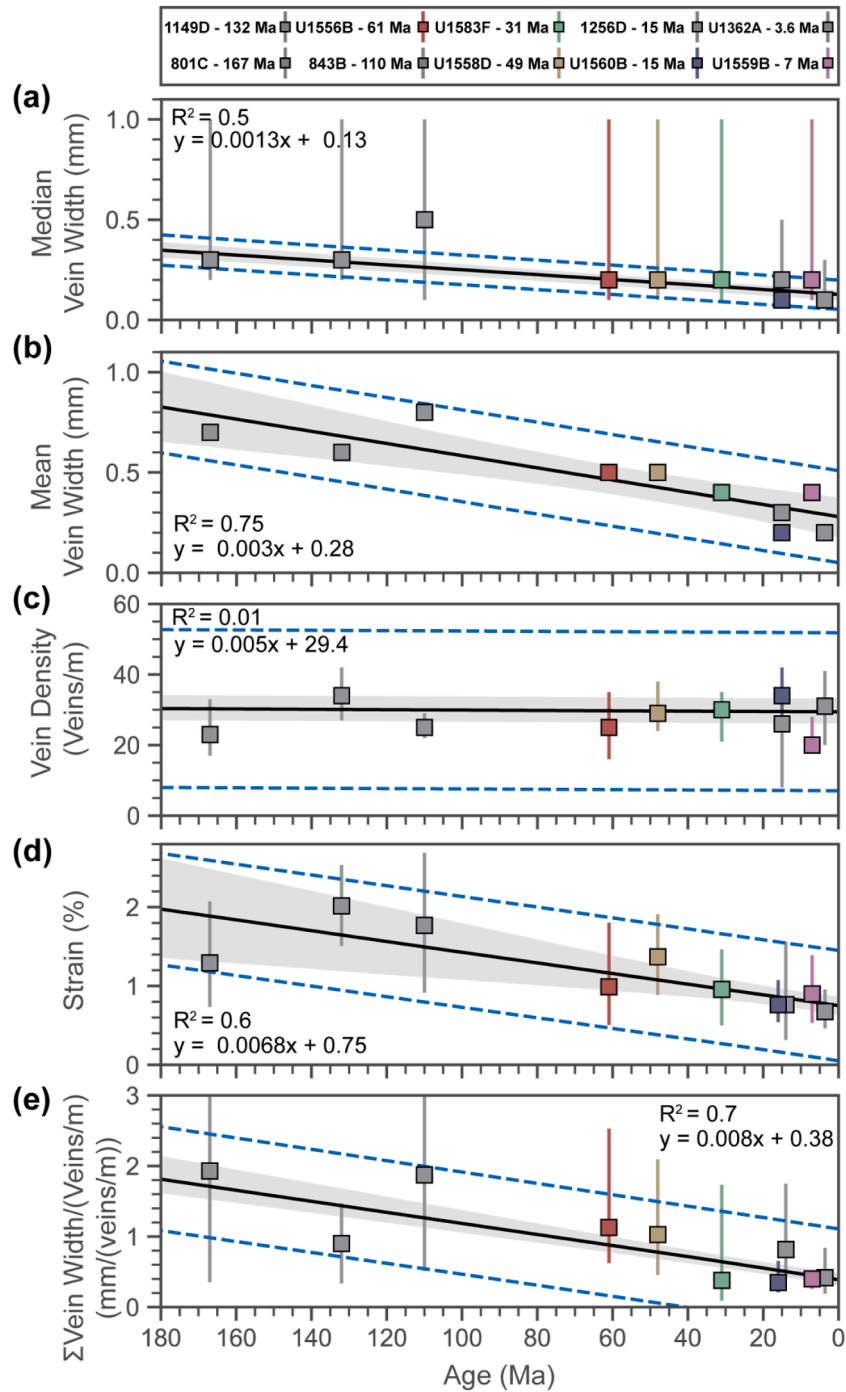 1149D - 132 Ma U1556B - 61 Ma U1583F - 31 Ma 1256D - 15 Ma U1362A - 3.6 Ma
801C - 167 Ma 843B - 110 Ma U1558D - 49 Ma U1560B - 15 Ma U1559B - 7 Ma
(a)
R² = 0.5
y = 0.0013x + 0.13
Median
Vein Width (mm)
1.0
0.5
0.0
(b)
Mean
Vein Width (mm)
1.0
0.5
0.0
R² = 0.75
y = 0.003x + 0.28
(c)
R² = 0.01
y = 0.005x + 29.4
Vein Density
(Veins/m)
60
40
20
0
(d)
Strain (%)
2
1
0
R² = 0.6
y = 0.0068x + 0.75
(e)
R² = 0.7
y = 0.008x + 0.38
ΣVein Width/(Veins/m)
(mm/(veins/m))
3
2
1
0
180 160 140 120 100 80 60 40 20 0
Age (Ma)